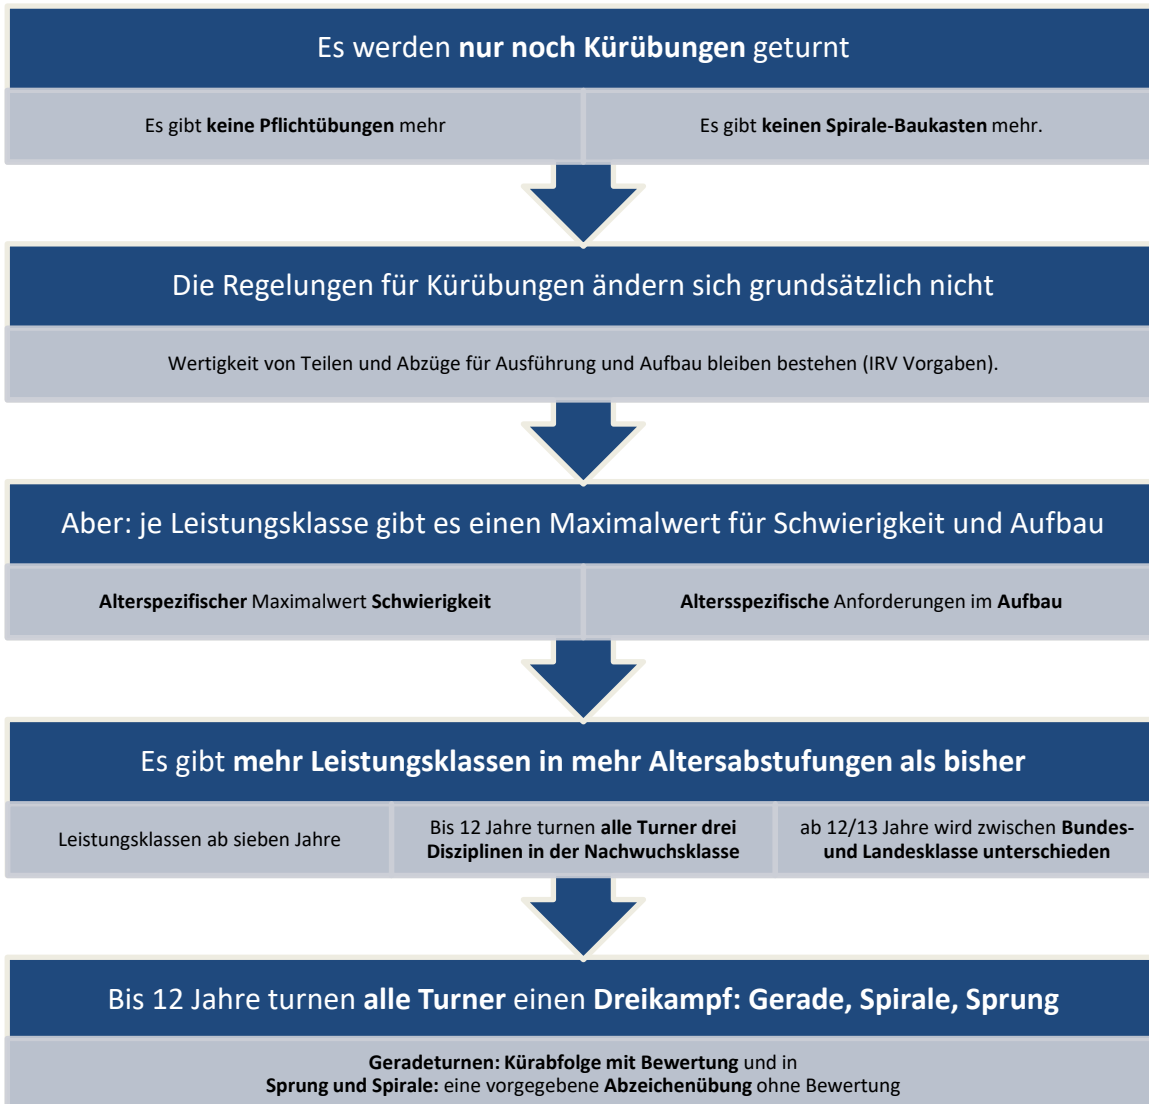 Es werden nur noch Kürübungen geturnt
Es gibt keine Pflichtübungen mehr
Es gibt keinen Spirale-Baukasten mehr.
Die Regelungen für Kürübungen ändern sich grundsätzlich nicht
Wertigkeit von Teilen und Abzüge für Ausführung und Aufbau bleiben bestehen (IRV Vorgaben).
Aber: je Leistungsklasse gibt es einen Maximalwert für Schwierigkeit und Aufbau
Alterspezifischer Maximalwert Schwierigkeit
Altersspezifische Anforderungen im Aufbau
Es gibt mehr Leistungsklassen in mehr Altersabstufungen als bisher
Leistungsklassen ab sieben Jahre
Bis 12 Jahre turnen alle Turner drei
Disziplinen in der Nachwuchsklasse
ab 12/13 Jahre wird zwischen Bundes-
und Landesklasse unterschieden
Bis 12 Jahre turnen alle Turner einen Dreikampf: Gerade, Spirale, Sprung
Geradeturnen: Kürabfolge mit Bewertung und in
Sprung und Spirale: eine vorgegebene Abzeichenübung ohne Bewertung